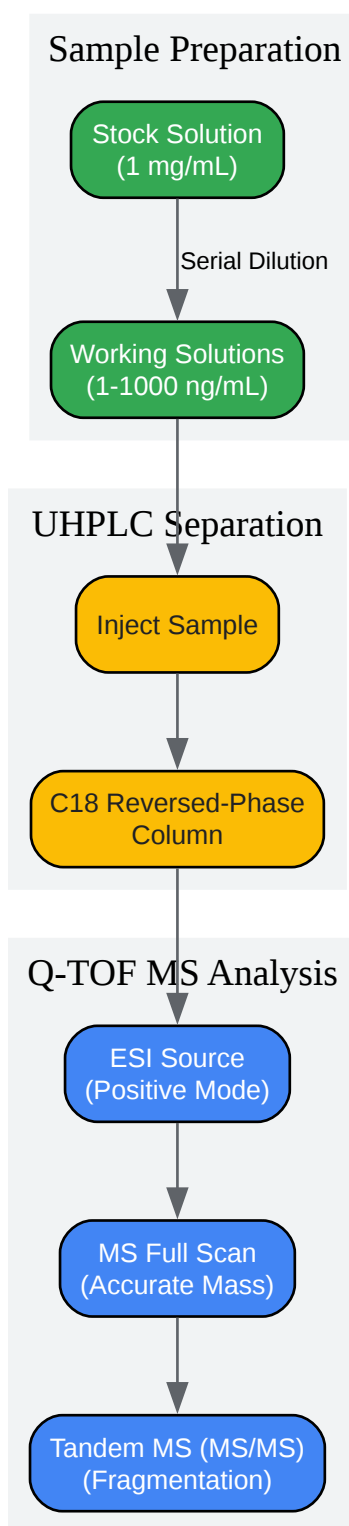 Sample Preparation
Stock Solution
(1 mg/mL)
Serial Dilution
Working Solutions
(1-1000 ng/mL)
UHPLC Separation
Inject Sample
C18 Reversed-Phase
Column
Q-TOF MS Analysis
ESI Source
(Positive Mode)
MS Full Scan
(Accurate Mass)
Tandem MS (MS/MS)
(Fragmentation)